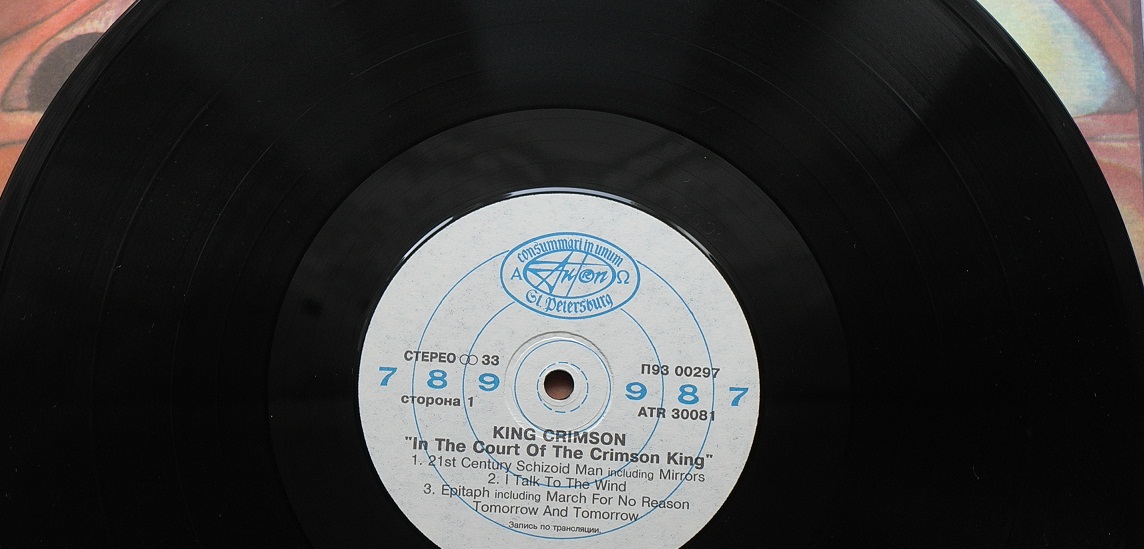 consummari in unum
Α АнТон Ω
St. Petersburg
СТЕРЕО 33
П93 00297
7 8 9 9 8 7
сторона 1
ATR 30081
KING CRIMSON
"In The Court Of The Crimson King"
1. 21st Century Schizoid Man including Mirrors
2. I Talk To The Wind
3. Epitaph including March For No Reason
Tomorrow And Tomorrow
Запись по трансляции.